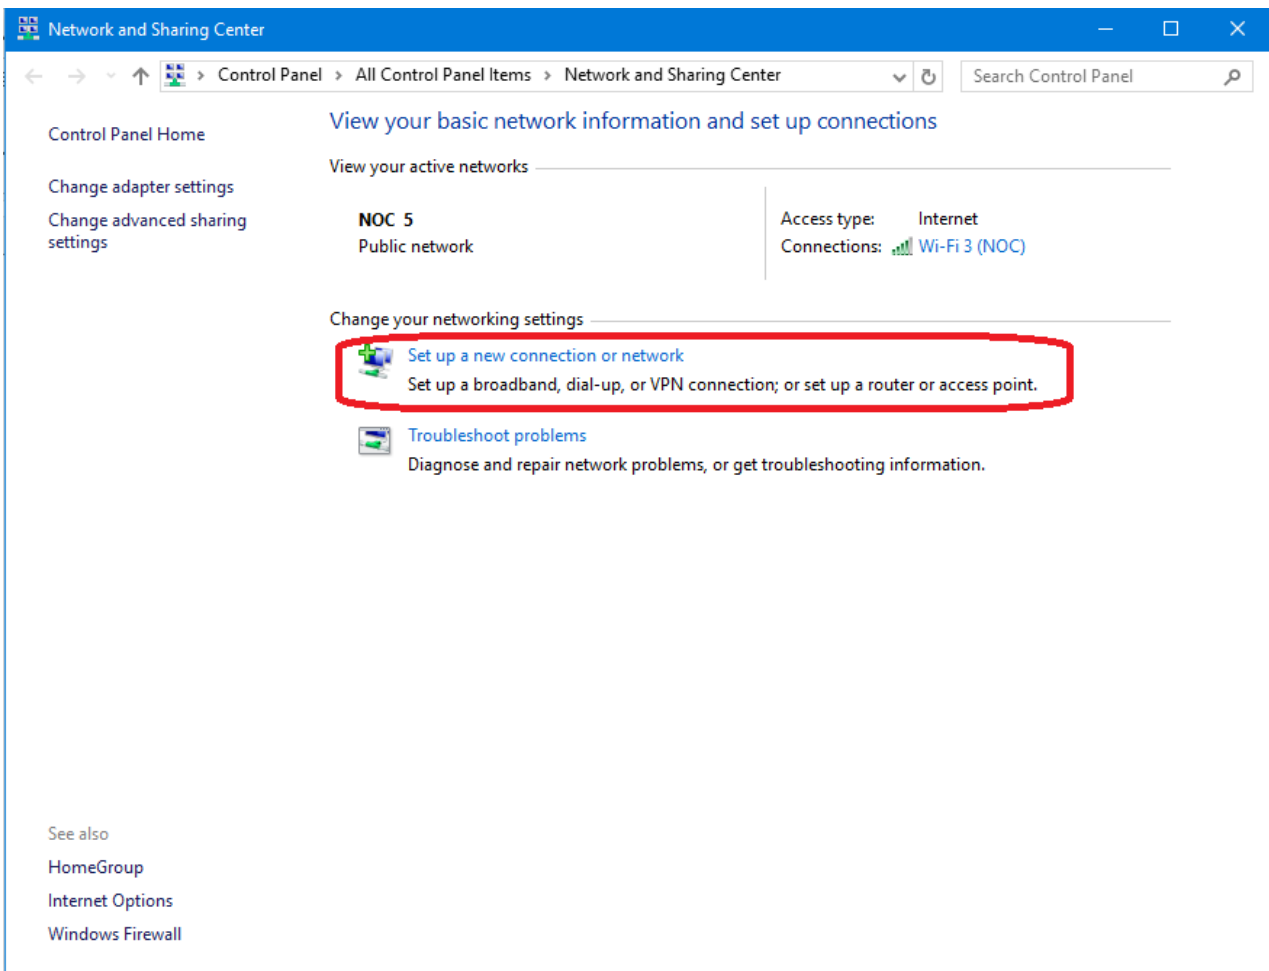 Network and Sharing Center
Control Panel > All Control Panel Items > Network and Sharing Center
Search Control Panel
Control Panel Home
Change adapter settings
Change advanced sharing
settings
View your basic network information and set up connections
View your active networks
NOC 5
Public network
Access type: Internet
Connections: Wi-Fi 3 (NOC)
Change your networking settings
Set up a new connection or network
Set up a broadband, dial-up, or VPN connection; or set up a router or access point.
Troubleshoot problems
Diagnose and repair network problems, or get troubleshooting information.
See also
HomeGroup
Internet Options
Windows Firewall